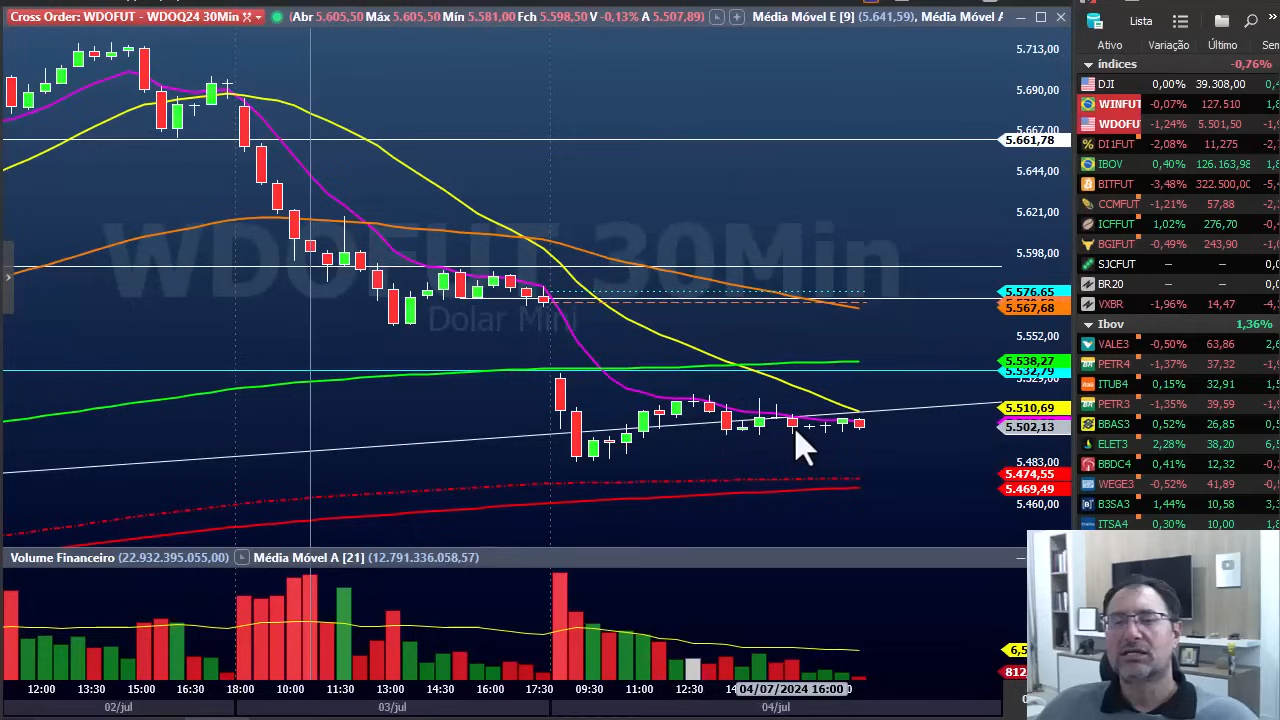 Cross Order: WDOFUT - WDOQ24 30Min
(Abr 5.605,50 Máx 5.605,50 Mín 5.581,00 Fch 5.598,50 V -0,13% A 5.507,89)
Média Móvel E [9] (5.641,59), Média Móvel A
WDOFUT 30Min
Dolar Mini
5.713,00
5.690,00
5.667,00
5.661,78
5.644,00
5.621,00
5.598,00
5.576,65
5.567,68
5.552,00
5.538,27
5.532,79
5.529,00
5.510,69
5.502,13
5.483,00
5.474,55
5.469,49
5.460,00
Volume Financeiro (22.932.395.055,00) Média Móvel A [21] (12.791.336.058,57)
6,5
812
0
12:00 13:30 15:00 16:30 18:00 10:00 11:30 13:00 14:30 16:00 17:30 09:30 11:00 12:30 04/07/2024 16:00
02/jul 03/jul 04/jul
Lista
Ativo Variação Último
índices -0,76%
DJI 0,00% 39.308,00
WINFUT -0,07% 127.510
WDOFU -1,24% 5.501,50
DI1FUT -2,08% 11,275
IBOV 0,40% 126.163,98
BITFUT -3,48% 322.500,00
CCMFUT -1,21% 57,88
ICFFUT 1,02% 276,70
BGIFUT -0,49% 243,90
SJCFUT – –
BR20 – –
VXBR -1,96% 14,47
Ibov 1,36%
VALE3 -0,50% 63,86
PETR4 -1,37% 37,32
ITUB4 0,15% 32,91
PETR3 -1,35% 39,59
BBAS3 0,52% 26,85
ELET3 2,28% 38,20
BBDC4 0,41% 12,32
WEGE3 -0,52% 41,89
B3SA3 1,44% 10,58
ITSA4 0,30% 10,00